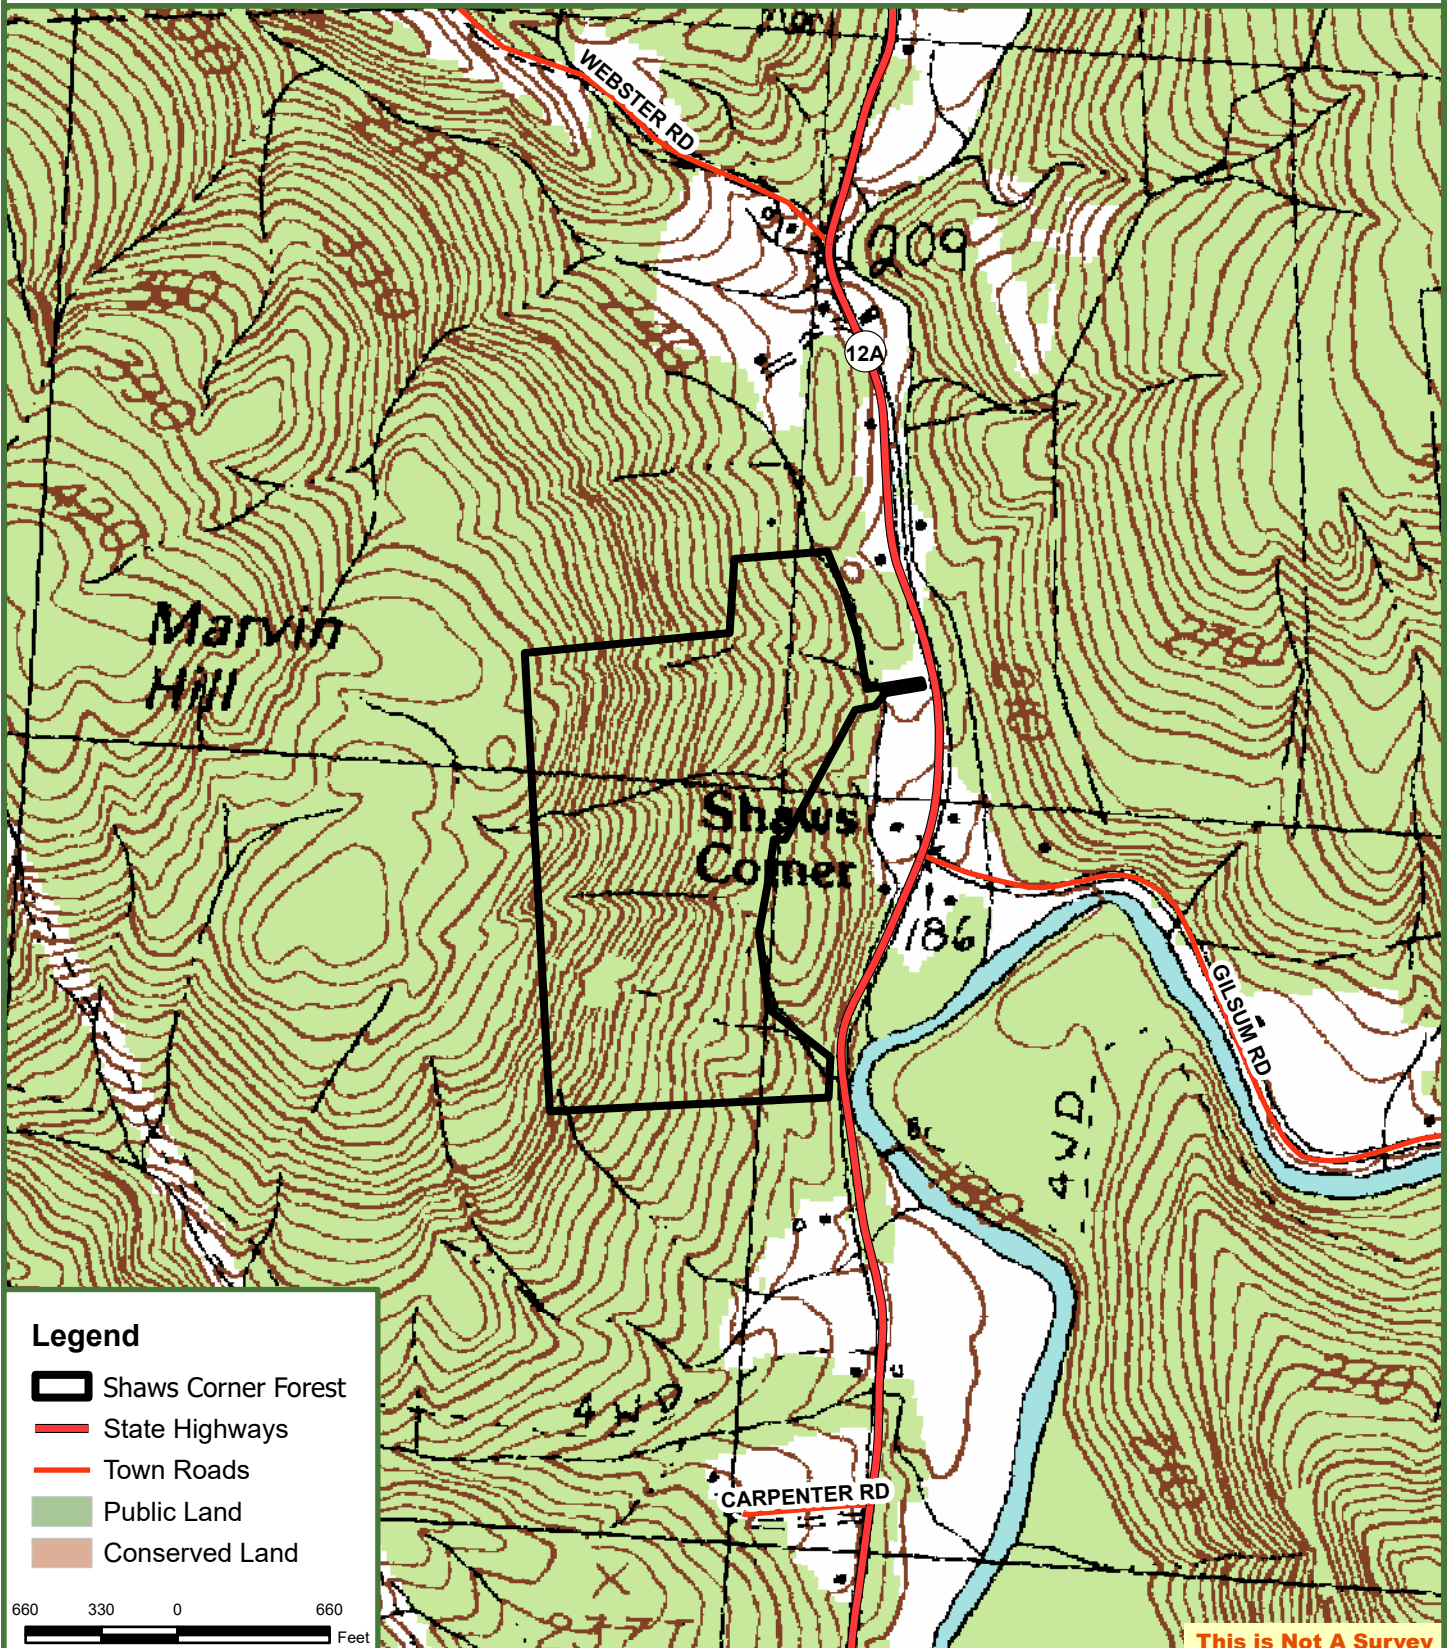 WEBSTER RD
209
12A
Marvin
Hill
Shaws
Corner
186
GILSUM RD
4WD
Br
4WD
CARPENTER RD
Legend
Shaws Corner Forest
State Highways
Town Roads
Public Land
Conserved Land
660 330 0 660
Feet
This is Not A Survey